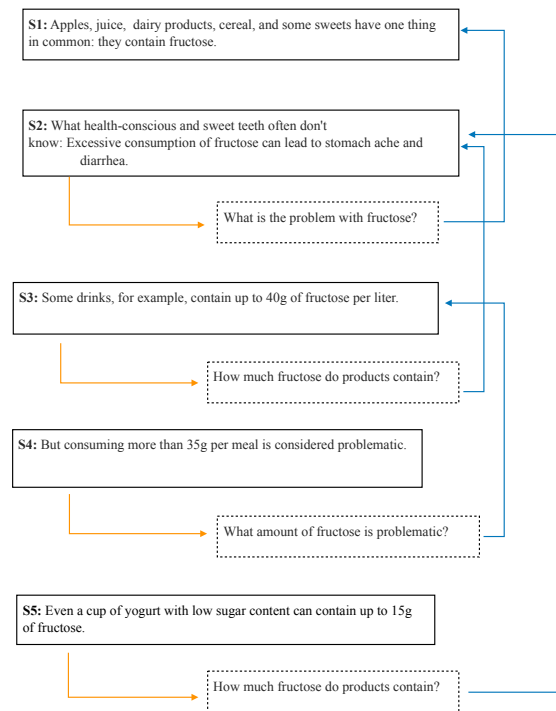 S1: Apples, juice, dairy products, cereal, and some sweets have one thing
in common: they contain fructose.
S2: What health-conscious and sweet teeth often don't
know: Excessive consumption of fructose can lead to stomach ache and
diarrhea.
What is the problem with fructose?
S3: Some drinks, for example, contain up to 40g of fructose per liter.
How much fructose do products contain?
S4: But consuming more than 35g per meal is considered problematic.
What amount of fructose is problematic?
S5: Even a cup of yogurt with low sugar content can contain up to 15g
of fructose.
How much fructose do products contain?